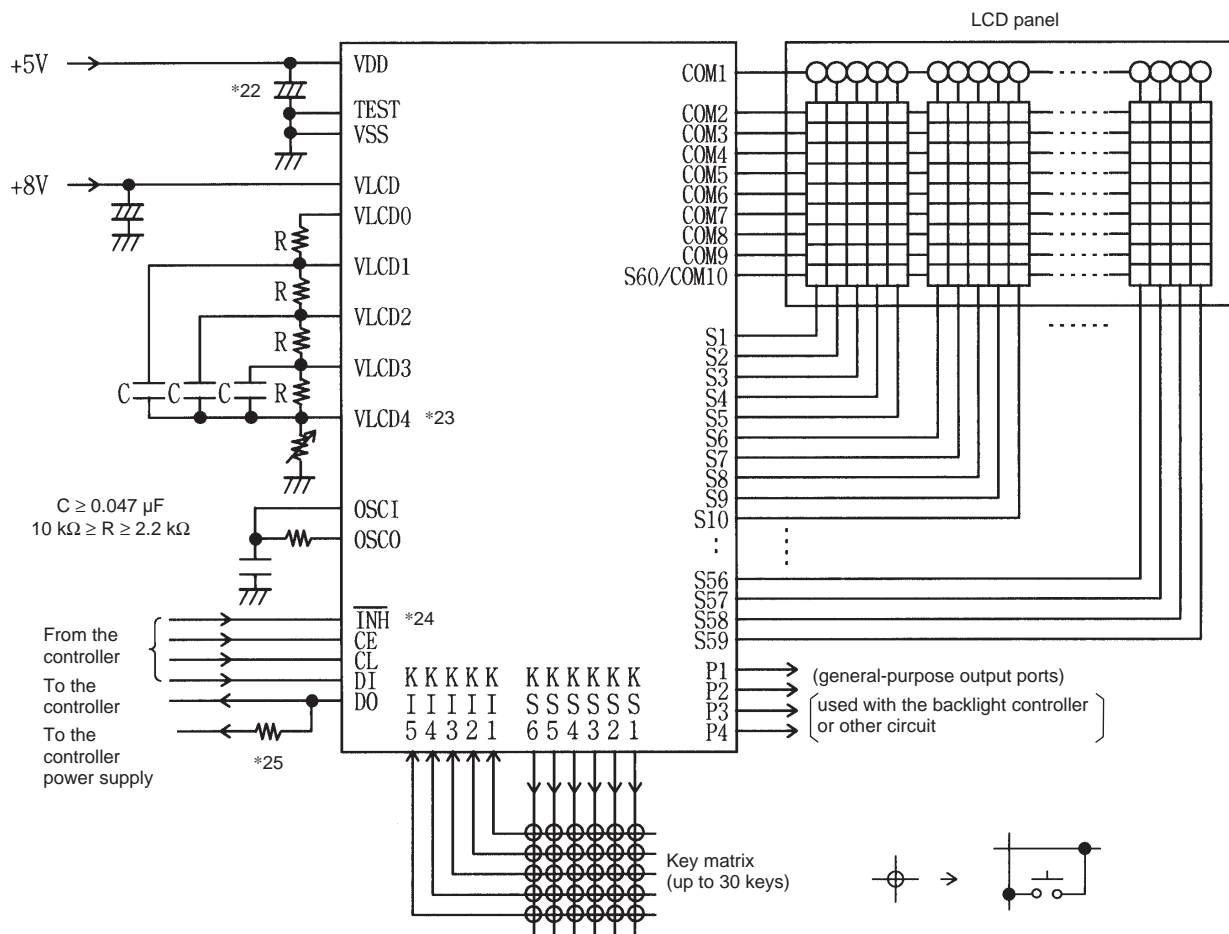 LCD panel
+5V
VDD
*22
TEST
VSS
+8V
VLCD
VLCD0
R
VLCD1
R
VLCD2
R
VLCD3
C C C R
VLCD4 *23
C ≥ 0.047 µF
10 kΩ ≥ R ≥ 2.2 kΩ
OSCI
OSCO
From the
controller
INH *24
CE
CL
DI
To the
controller
DO
To the
controller
power supply
*25
COM1
COM2
COM3
COM4
COM5
COM6
COM7
COM8
COM9
S60/COM10
S1
S2
S3
S4
S5
S6
S7
S8
S9
S10
S56
S57
S58
S59
P1
P2
P3
P4
(general-purpose output ports)
used with the backlight controller
or other circuit
K K K K K K K K K K K
I I I I I S S S S S S
5 4 3 2 1 6 5 4 3 2 1
Key matrix
(up to 30 keys)